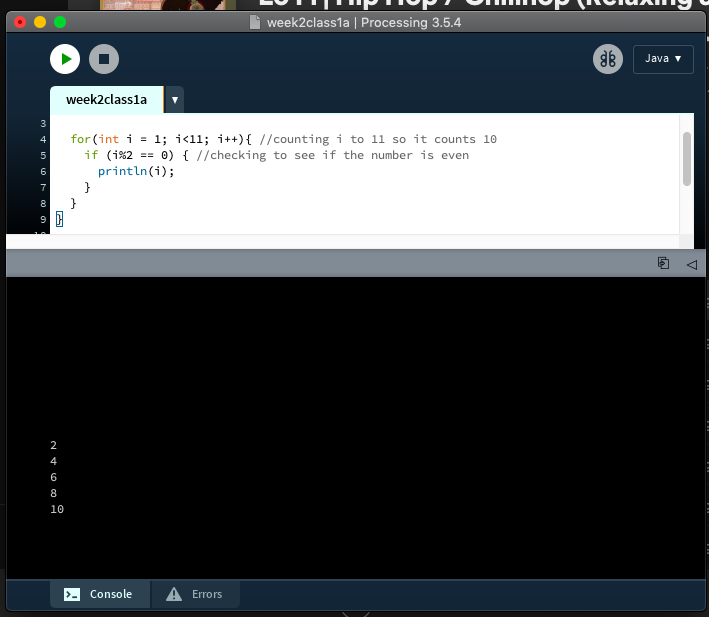 week2class1a | Processing 3.5.4
Java ▼
week2class1a ▼
3
4 for(int i = 1; i<11; i++){ //counting i to 11 so it counts 10
5 if (i%2 == 0) { //checking to see if the number is even
6 println(i);
7 }
8 }
9 }
2
4
6
8
10
Console Errors